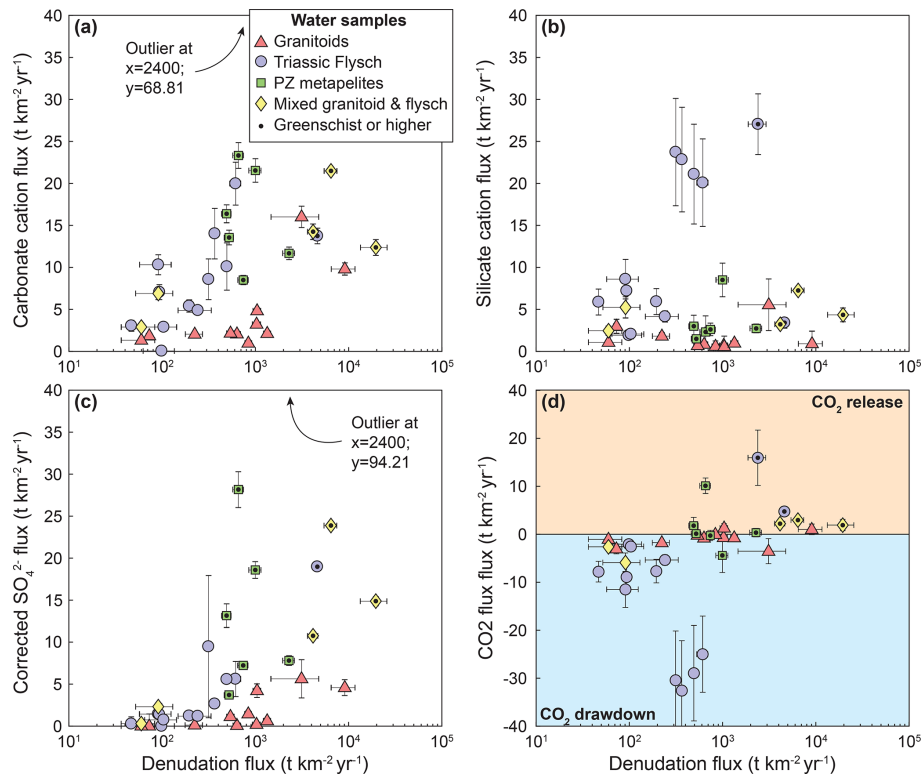 (a)
Outlier at
x=2400;
y=68.81
Water samples
Granitoids
Triassic Flysch
PZ metapelites
Mixed granitoid & flysch
Greenschist or higher
Carbonate cation flux (t km⁻² yr⁻¹)
40
35
30
25
20
15
10
5
0
10¹ 10² 10³ 10⁴ 10⁵
(b)
Silicate cation flux (t km⁻² yr⁻¹)
40
35
30
25
20
15
10
5
0
10¹ 10² 10³ 10⁴ 10⁵
(c)
Outlier at
x=2400;
y=94.21
Corrected SO₄²⁻ flux (t km⁻² yr⁻¹)
40
35
30
25
20
15
10
5
0
10¹ 10² 10³ 10⁴ 10⁵
Denudation flux (t km⁻² yr⁻¹)
(d)
CO₂ release
CO2 flux flux (t km⁻² yr⁻¹)
40
20
10
0
-10
-20
-30
-40
CO₂ drawdown
10¹ 10² 10³ 10⁴ 10⁵
Denudation flux (t km⁻² yr⁻¹)